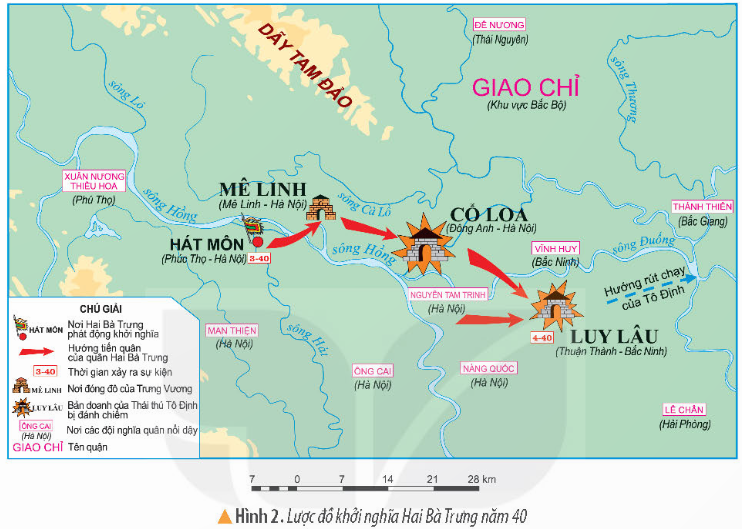 ĐÊ NƯƠNG
(Thái Nguyên)
DÃY TAM ĐẢO
GIAO CHỈ
(Khu vực Bắc Bộ)
sông Thương
sông Lô
XUÂN NƯƠNG
THIỀU HOA
(Phú Thọ)
sông Hồng
MÊ LINH
(Mê Linh - Hà Nội)
sông Cà Lồ
CỔ LOA
(Đông Anh - Hà Nội)
THÁNH THIÊN
(Bắc Giang)
HÁT MÔN
(Phúc Thọ - Hà Nội)
3-40
sông Hồng
VĨNH HUY
(Bắc Ninh)
sông Đuống
Hướng rút chạy
của Tô Định
NGUYỄN TAM TRINH
(Hà Nội)
MAN THIỆN
(Hà Nội)
sông Hát
4-40
LUY LÂU
(Thuận Thành - Bắc Ninh)
ÔNG CAI
(Hà Nội)
NÀNG QUỐC
(Hà Nội)
LÊ CHÂN
(Hải Phòng)
CHÚ GIẢI
HÁT MÔN
Nơi Hai Bà Trưng
phát động khởi nghĩa
Hướng tiến quân
của quân Hai Bà Trưng
3-40
Thời gian xảy ra sự kiện
MÊ LINH
Nơi đóng đô của Trưng Vương
LUY LÂU
Bản doanh của Thái thú Tô Định
bị đánh chiếm
ÔNG CAI
(Hà Nội)
Nơi các đội nghĩa quân nổi dậy
GIAO CHỈ
Tên quận
7 0 7 14 21 28 km
Hình 2. Lược đồ khởi nghĩa Hai Bà Trưng năm 40